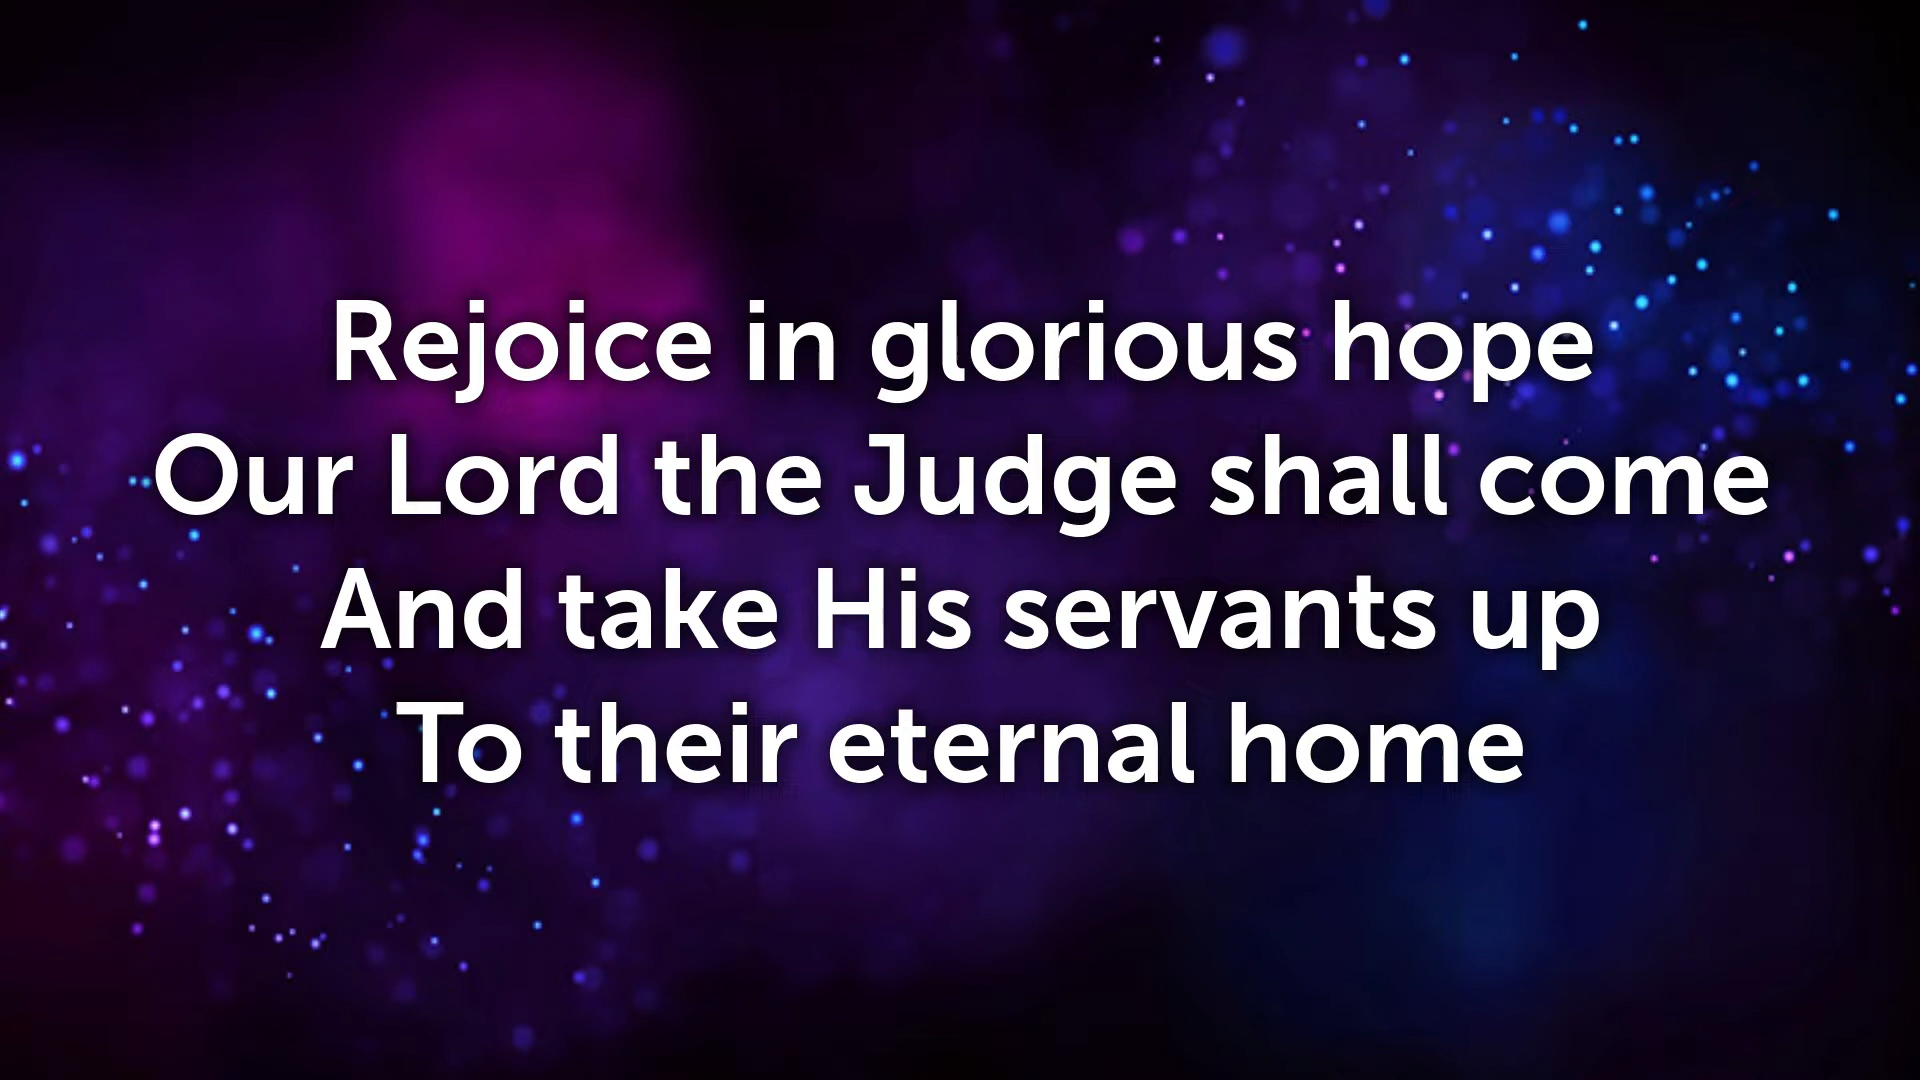 Rejoice in glorious hope
Our Lord the Judge shall come
And take His servants up
To their eternal home